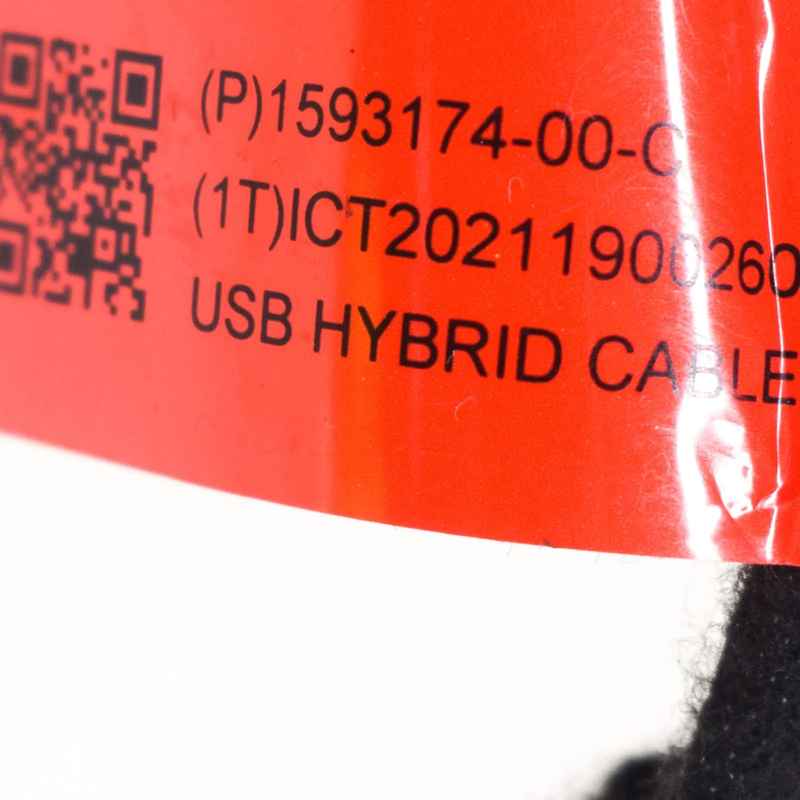 (P)1593174-00-C
(1T)ICT20211900260
USB HYBRID CABLE